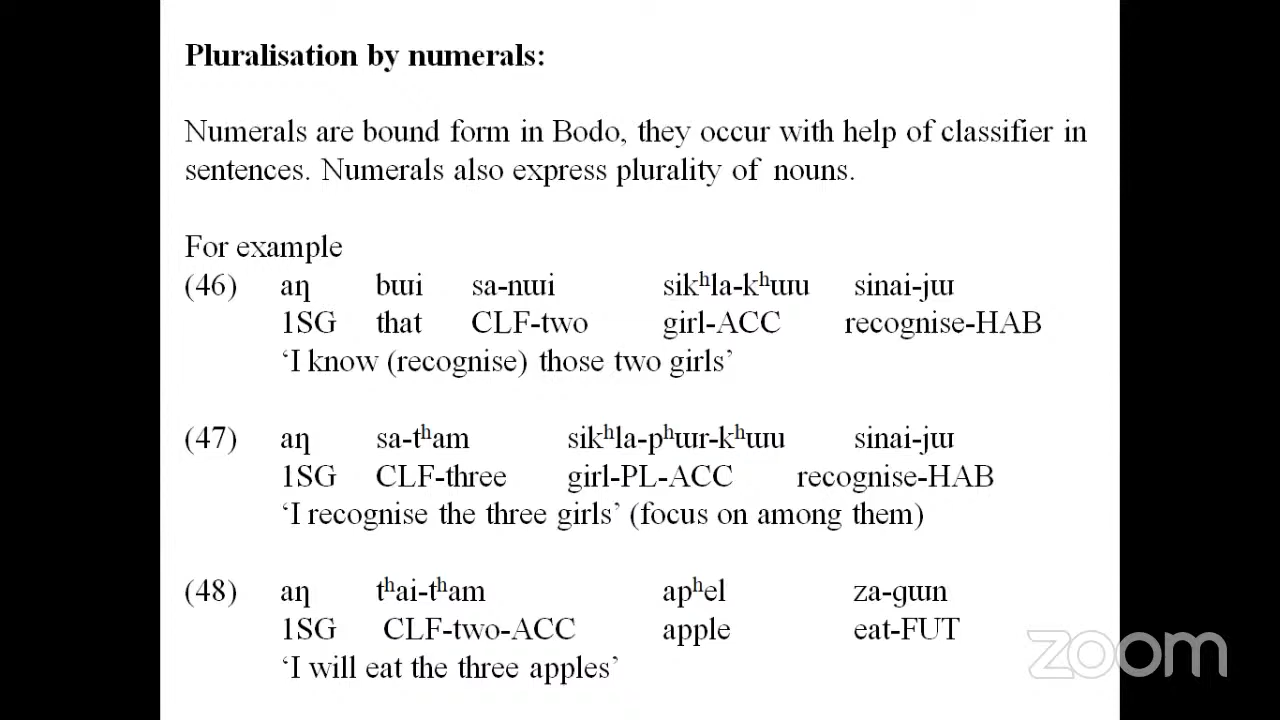 Pluralisation by numerals:
Numerals are bound form in Bodo, they occur with help of classifier in
sentences. Numerals also express plurality of nouns.
For example
(46) aŋ bɯi sa-nɯi sikʰla-kʰɯu sinai-jɯ
1SG that CLF-two girl-ACC recognise-HAB
‘I know (recognise) those two girls’
(47) aŋ sa-tʰam sikʰla-pʰɯr-kʰɯu sinai-jɯ
1SG CLF-three girl-PL-ACC recognise-HAB
‘I recognise the three girls’ (focus on among them)
(48) aŋ tʰai-tʰam apʰel za-gɯn
1SG CLF-two-ACC apple eat-FUT
‘I will eat the three apples’
zoom